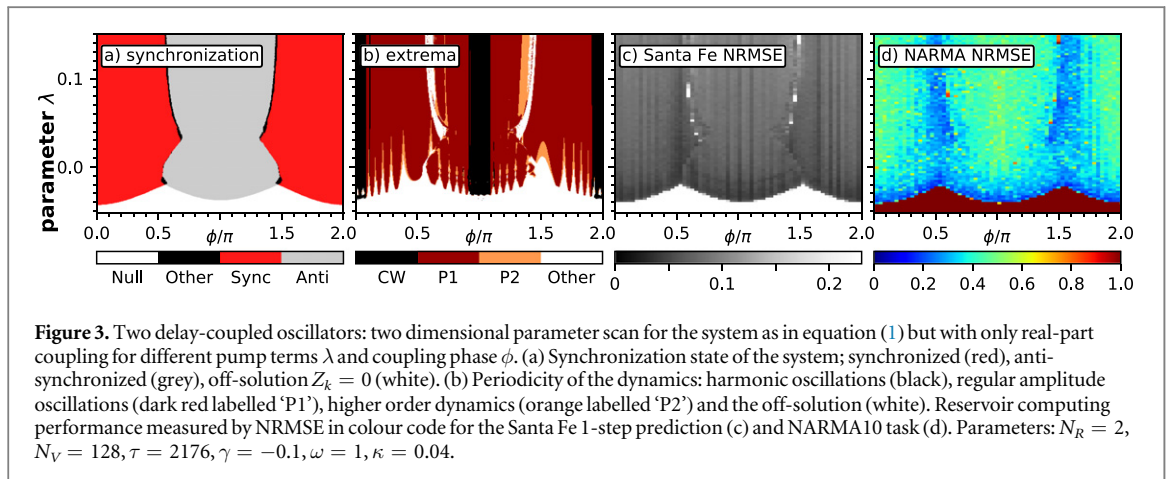 a) synchronization
b) extrema
c) Santa Fe NRMSE
d) NARMA NRMSE
parameter λ
0.1
0.0
0.0 0.5 1.0 1.5 2.0
ϕ/π
0.0 0.5 1.0 1.5 2.0
ϕ/π
0.0 0.5 1.0 1.5 2.0
ϕ/π
0.0 0.5 1.0 1.5 2.0
ϕ/π
Null Other Sync Anti
CW P1 P2 Other
0 0.1 0.2
0 0.2 0.4 0.6 0.8 1.0
Figure 3. Two delay-coupled oscillators: two dimensional parameter scan for the system as in equation (1) but with only real-part
coupling for different pump terms λ and coupling phase ϕ. (a) Synchronization state of the system; synchronized (red), anti-
synchronized (grey), off-solution Zk = 0 (white). (b) Periodicity of the dynamics: harmonic oscillations (black), regular amplitude
oscillations (dark red labelled ‘P1’), higher order dynamics (orange labelled ‘P2’) and the off-solution (white). Reservoir computing
performance measured by NRMSE in colour code for the Santa Fe 1-step prediction (c) and NARMA10 task (d). Parameters: NR = 2,
NV = 128, τ = 2176, γ = −0.1, ω = 1, κ = 0.04.